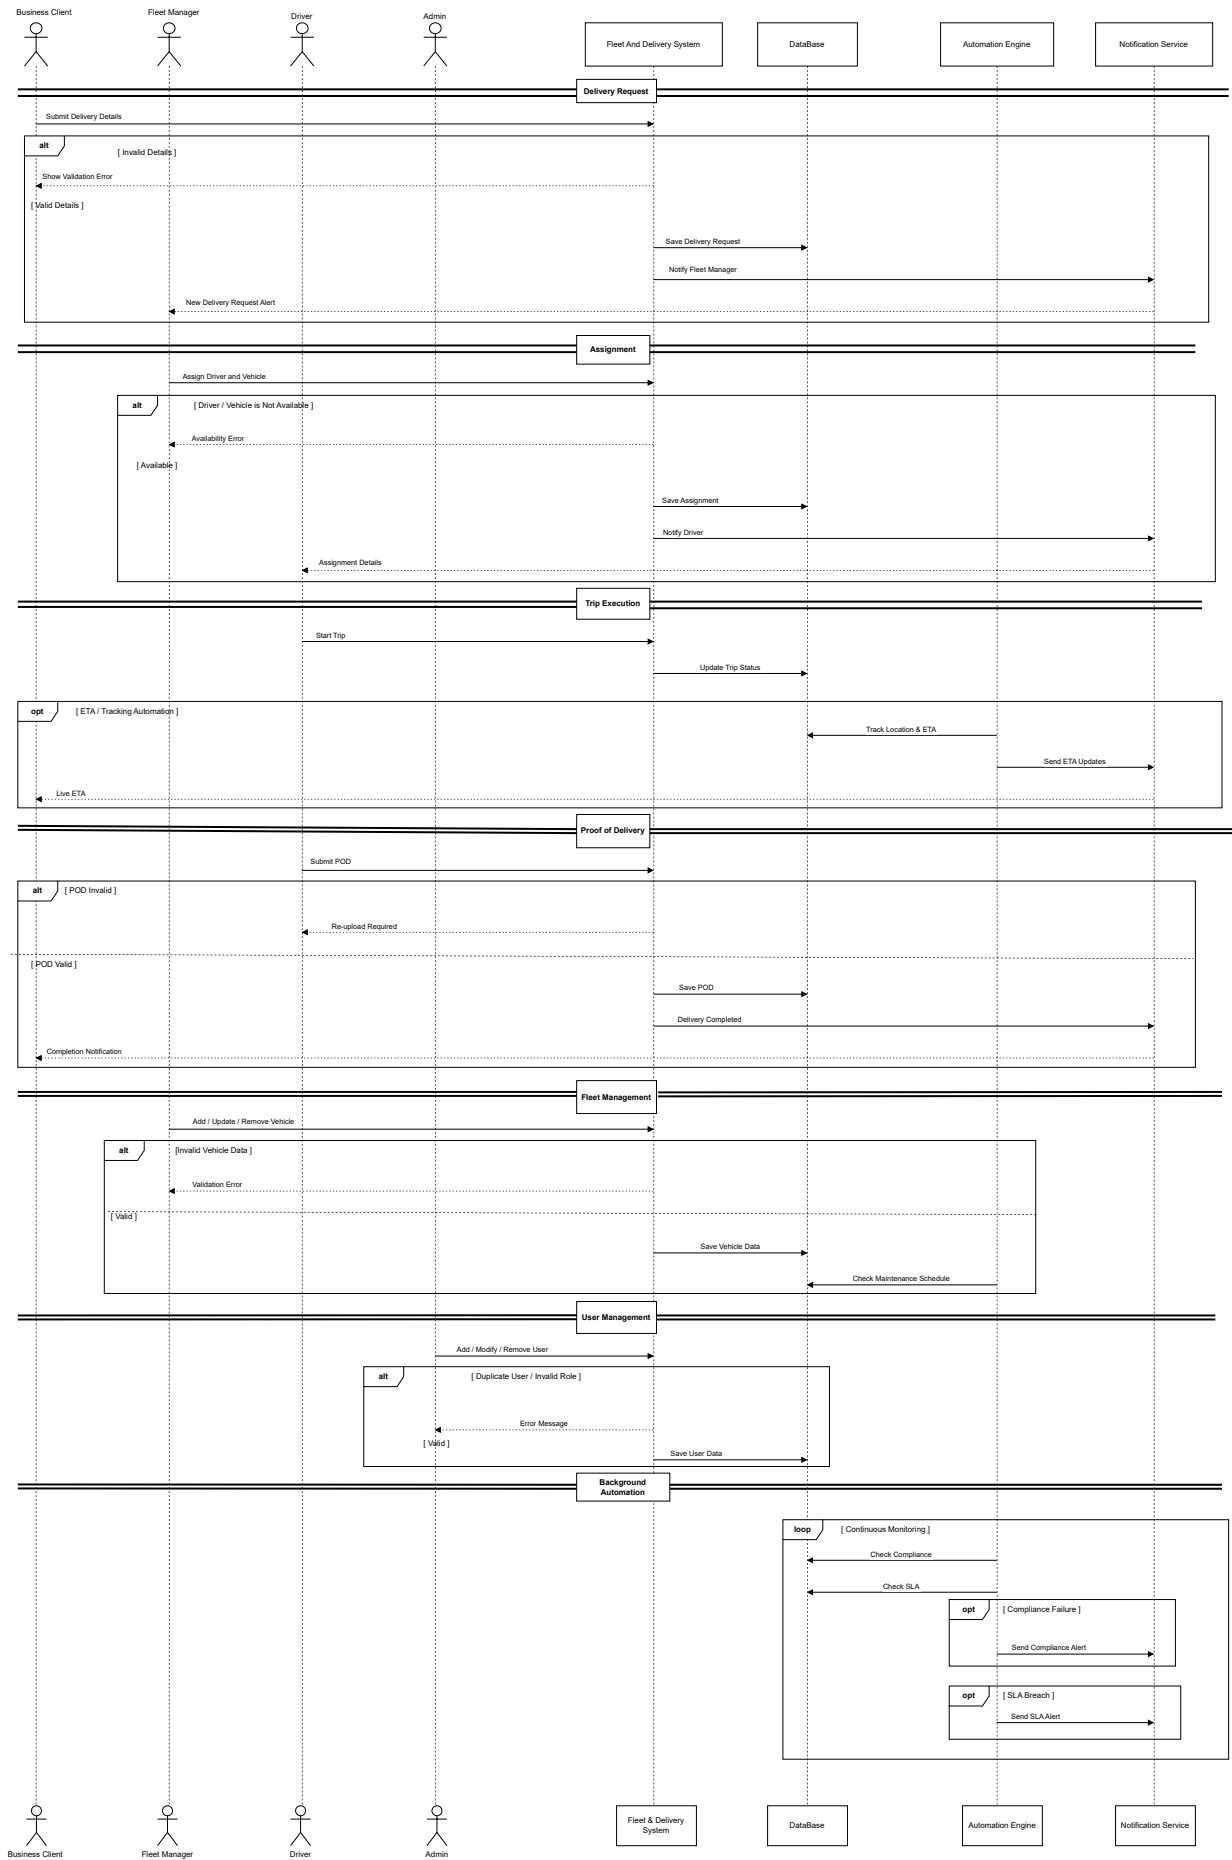 Business Client
Fleet Manager
Driver
Admin
Fleet And Delivery System
DataBase
Automation Engine
Notification Service
Delivery Request
Submit Delivery Details
alt
[ Invalid Details ]
Show Validation Error
[ Valid Details ]
Save Delivery Request
Notify Fleet Manager
New Delivery Request Alert
Assignment
Assign Driver and Vehicle
alt
[ Driver / Vehicle is Not Available ]
Availability Error
[ Available ]
Save Assignment
Notify Driver
Assignment Details
Trip Execution
Start Trip
Update Trip Status
opt
[ ETA / Tracking Automation ]
Track Location & ETA
Send ETA Updates
Live ETA
Proof of Delivery
Submit POD
alt
[ POD Invalid ]
Re-upload Required
[ POD Valid ]
Save POD
Delivery Completed
Completion Notification
Fleet Management
Add / Update / Remove Vehicle
alt
[Invalid Vehicle Data ]
Validation Error
[ Valid ]
Save Vehicle Data
Check Maintenance Schedule
User Management
Add / Modify / Remove User
alt
[ Duplicate User / Invalid Role ]
Error Message
[ Valid ]
Save User Data
Background
Automation
loop
[ Continuous Monitoring ]
Check Compliance
Check SLA
opt
[ Compliance Failure ]
Send Compliance Alert
opt
[ SLA Breach ]
Send SLA Alert
Business Client
Fleet Manager
Driver
Admin
Fleet & Delivery
System
DataBase
Automation Engine
Notification Service